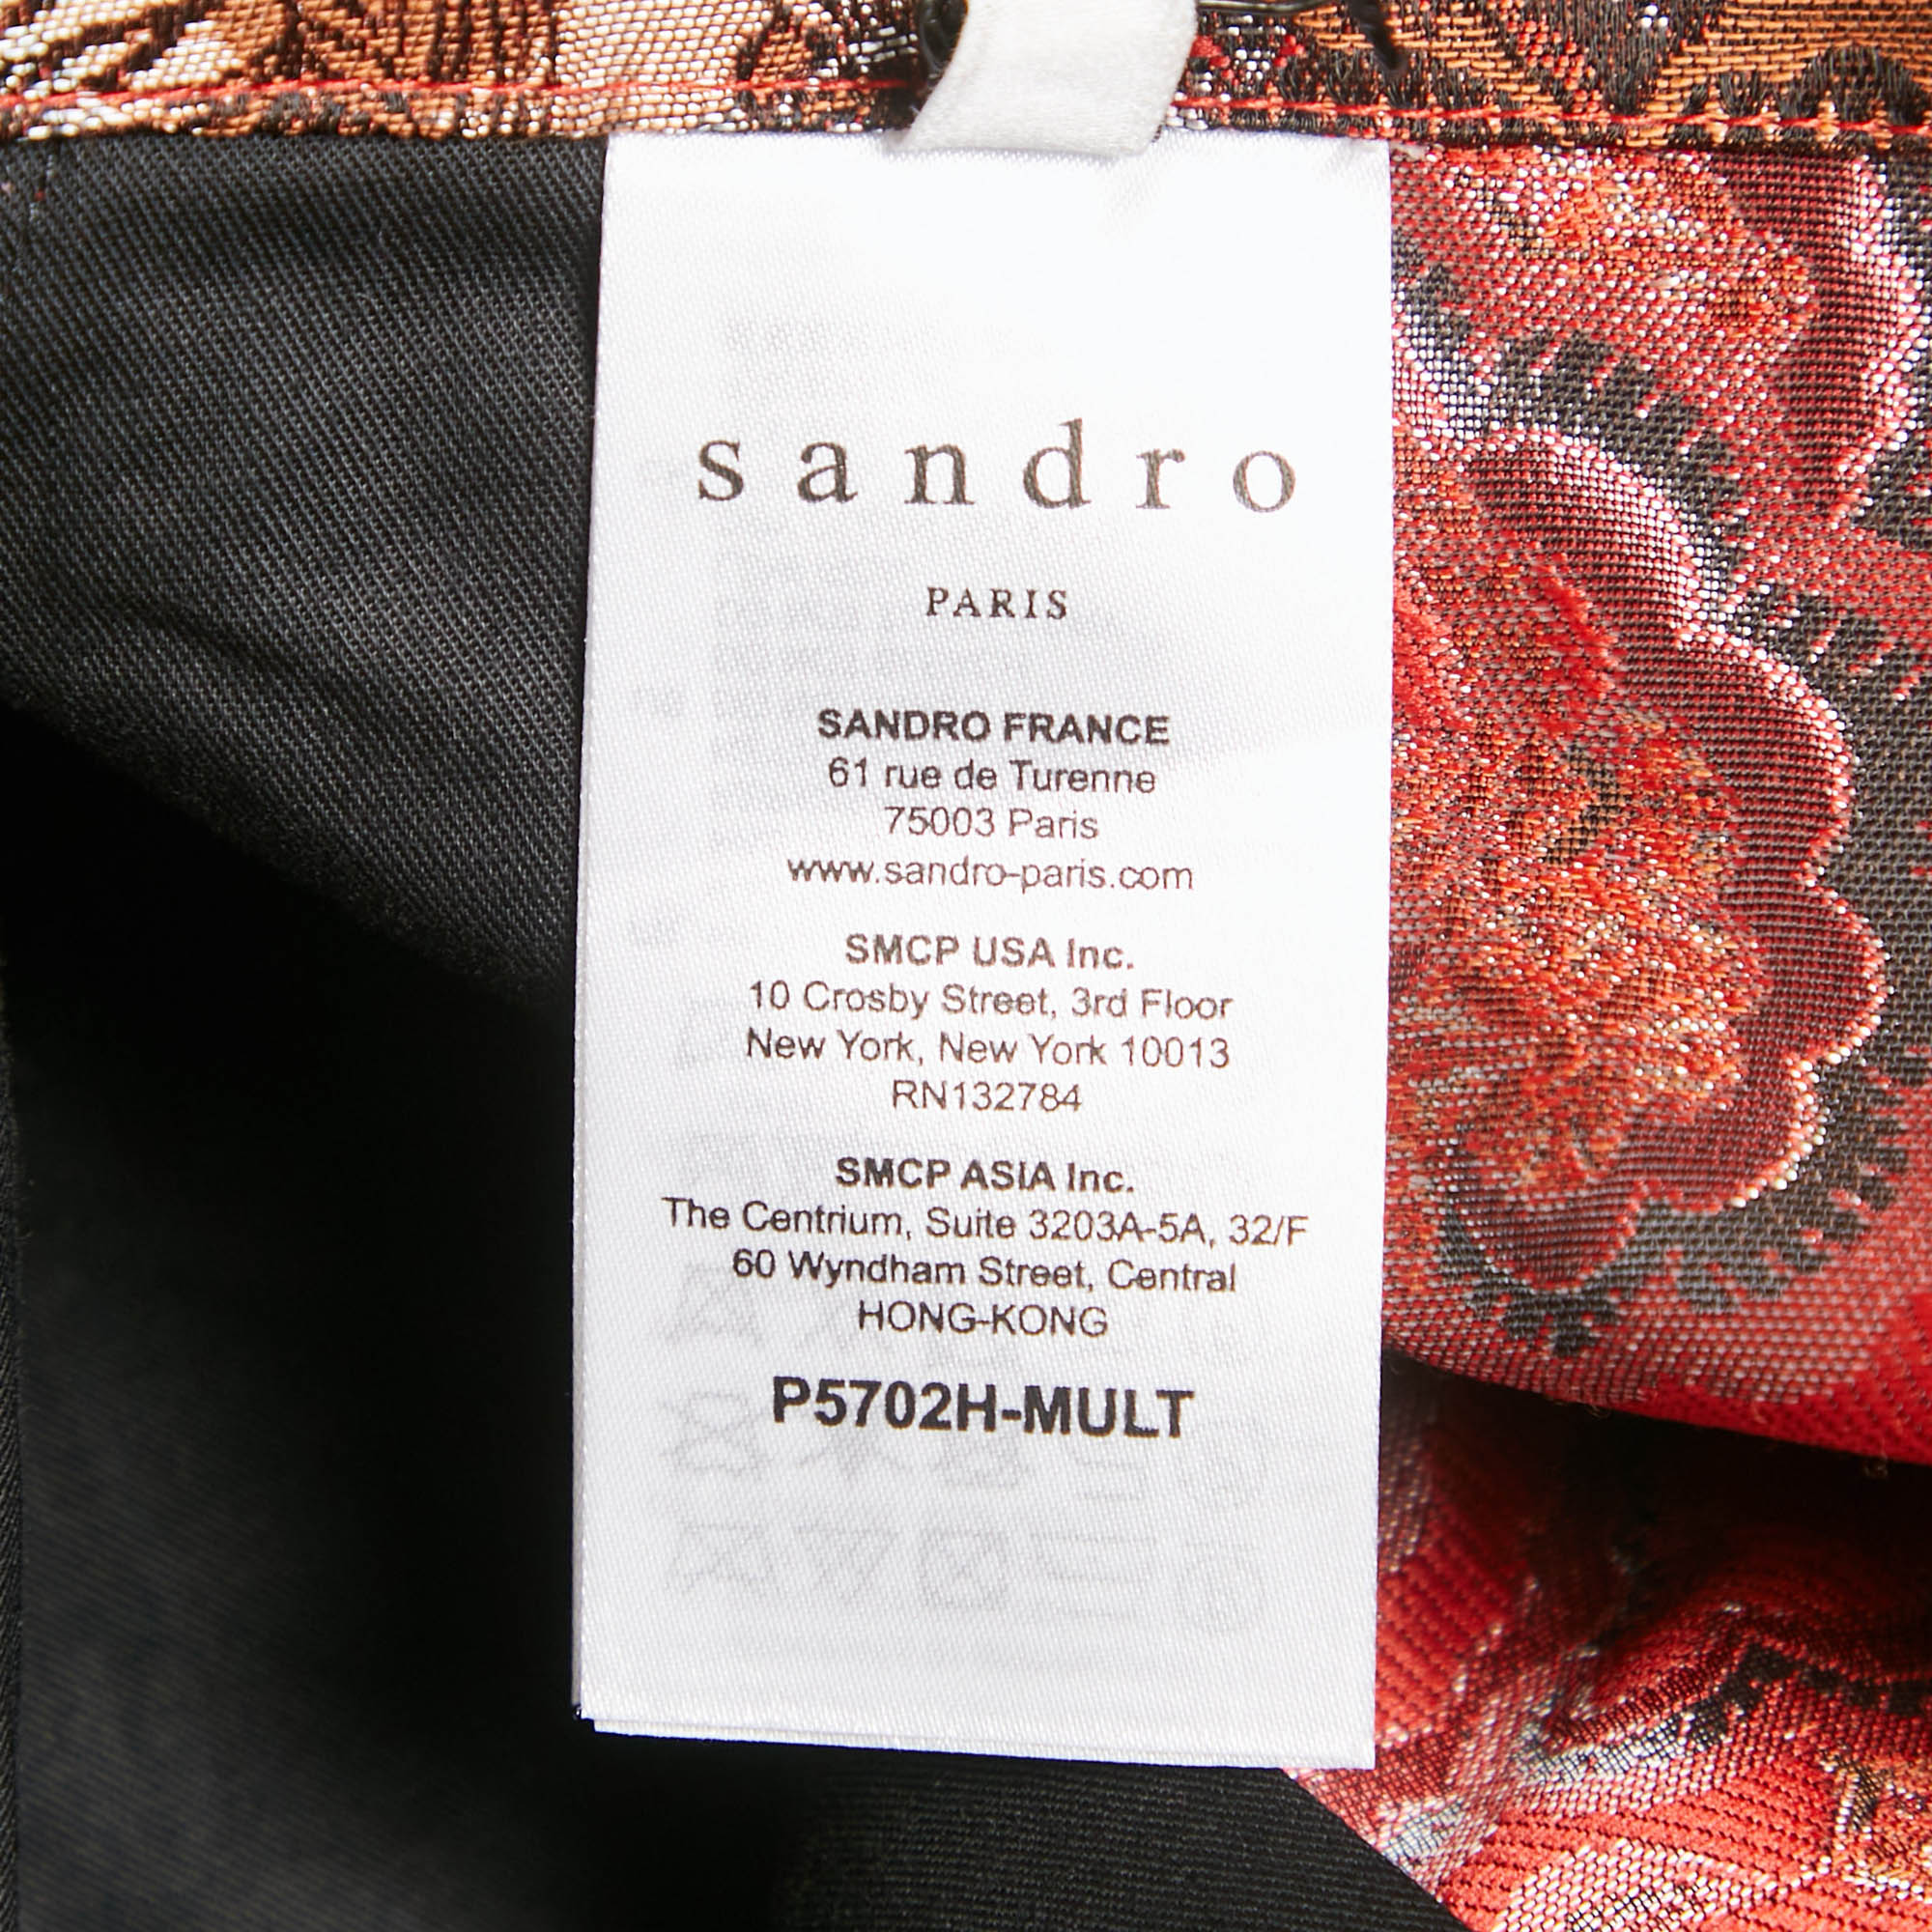 sandro
PARIS
SANDRO FRANCE
61 rue de Turenne
75003 Paris
www.sandro-paris.com
SMCP USA Inc.
10 Crosby Street, 3rd Floor
New York, New York 10013
RN132784
SMCP ASIA Inc.
The Centrium, Suite 3203A-5A, 32/F
60 Wyndham Street, Central
HONG-KONG
P5702H-MULT